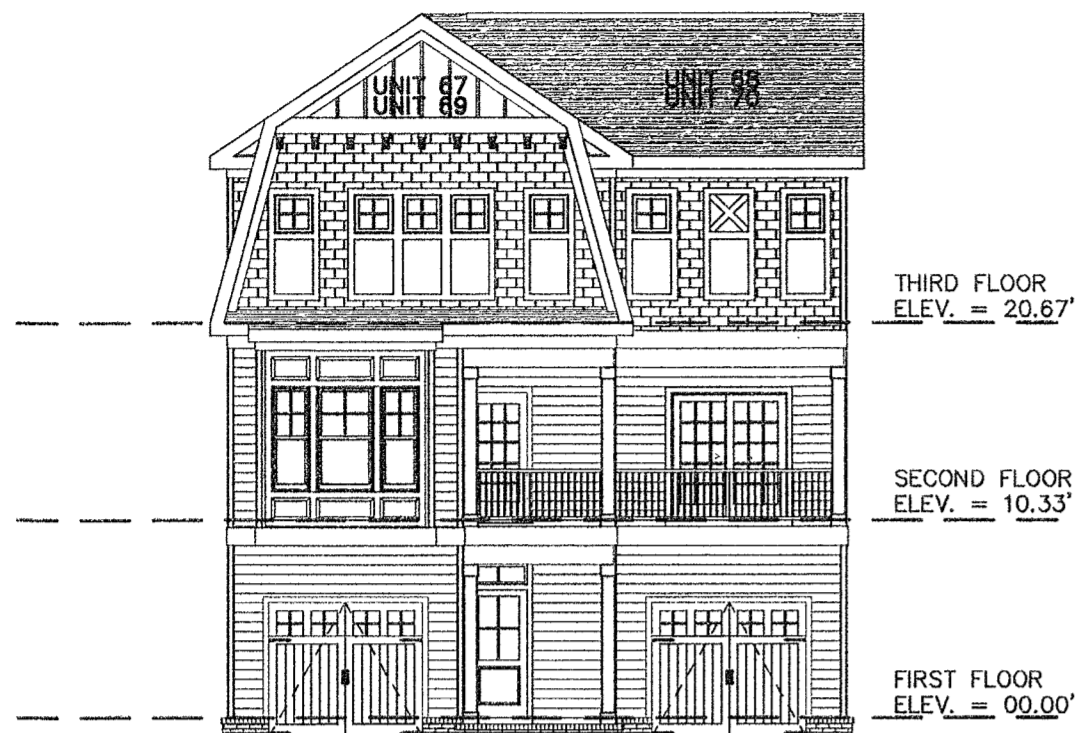 UNIT 67
UNIT 69
UNIT 68
UNIT 70
THIRD FLOOR
ELEV. = 20.67'
SECOND FLOOR
ELEV. = 10.33'
FIRST FLOOR
ELEV. = 00.00'